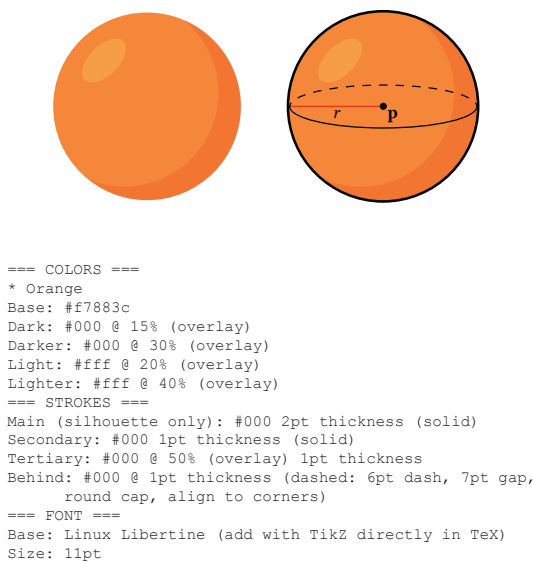 r
p
=== COLORS ===
* Orange
Base: #f7883c
Dark: #000 @ 15% (overlay)
Darker: #000 @ 30% (overlay)
Light: #fff @ 20% (overlay)
Lighter: #fff @ 40% (overlay)
=== STROKES ===
Main (silhouette only): #000 2pt thickness (solid)
Secondary: #000 1pt thickness (solid)
Tertiary: #000 @ 50% (overlay) 1pt thickness
Behind: #000 @ 1pt thickness (dashed: 6pt dash, 7pt gap,
round cap, align to corners)
=== FONT ===
Base: Linux Libertine (add with TikZ directly in TeX)
Size: 11pt